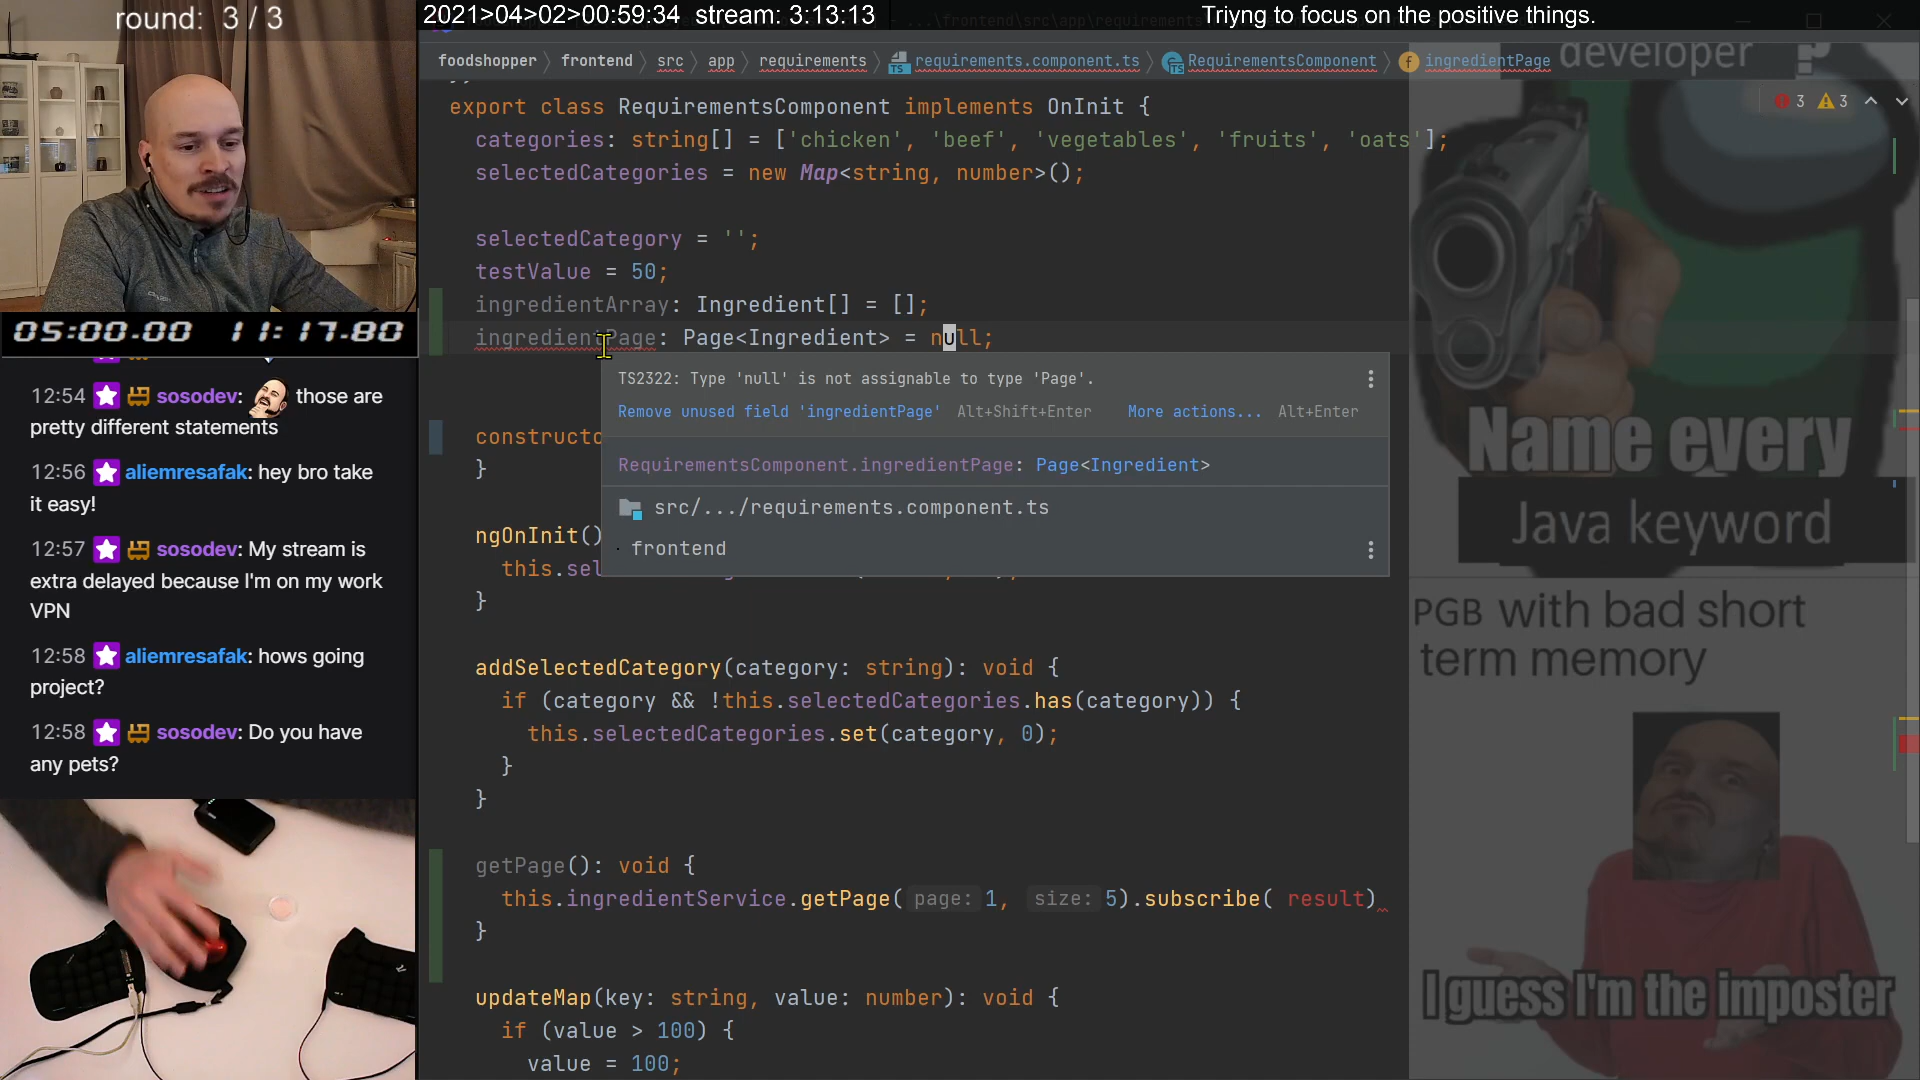 round: 3 / 3
2021>04>02>00:59:34 stream: 3:13:13
Triyng to focus on the positive things.
foodshopper
frontend
src
app
requirements
requirements.component.ts
RequirementsComponent
ingredientPage
developer ?
3 3
export class RequirementsComponent implements OnInit {
categories: string[] = ['chicken', 'beef', 'vegetables', 'fruits', 'oats'];
selectedCategories = new Map<string, number>();
selectedCategory = '';
testValue = 50;
ingredientArray: Ingredient[] = [];
ingredientPage: Page<Ingredient> = null;
TS2322: Type 'null' is not assignable to type 'Page'.
Remove unused field 'ingredientPage' Alt+Shift+Enter More actions... Alt+Enter
RequirementsComponent.ingredientPage: Page<Ingredient>
src/.../requirements.component.ts
frontend
constructo
}
ngOnInit()
this.sel
}
addSelectedCategory(category: string): void {
if (category && !this.selectedCategories.has(category)) {
this.selectedCategories.set(category, 0);
}
}
getPage(): void {
this.ingredientService.getPage( page: 1, size: 5).subscribe( result)
}
updateMap(key: string, value: number): void {
if (value > 100) {
value = 100;
05:00.00 11:17.80
12:54 sosodev: those are
pretty different statements
12:56 aliemresafak: hey bro take
it easy!
12:57 sosodev: My stream is
extra delayed because I'm on my work
VPN
12:58 aliemresafak: hows going
project?
12:58 sosodev: Do you have
any pets?
Name every
Java keyword
PGB with bad short
term memory
I guess I'm the imposter